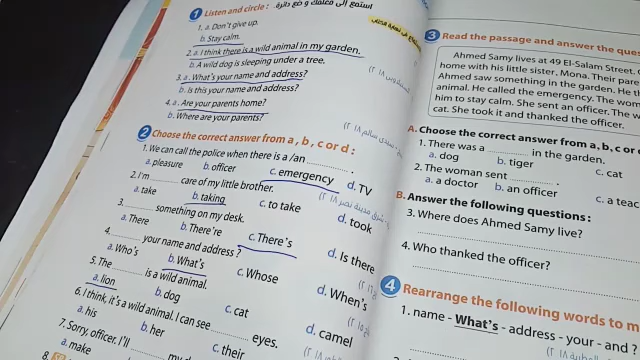 1 Listen and circle : استمع إلى معلمك و ضع دائرة.
1. a. Don't give up.
b. Stay calm.
2. a. I think there is a wild animal in my garden.
b. A wild dog is sleeping under a tree.
3. a. What's your name and address?
b. Is this your name and address?
4. a. Are your parents home?
b. Where are your parents?
2 Choose the correct answer from a, b, c or d :
1. We can call the police when there is a /an ............ .
a. pleasure b. officer c. emergency d. TV
2. I'm ............ care of my little brother.
a. take b. taking c. to take d. took
3. ............ something on my desk.
a. There b. There're c. There's d. Is there
4. ............ your name and address ?
a. Who's b. What's c. Whose d. When's
5. The ............ is a wild animal.
a. lion b. dog c. cat d. camel
6. I think, it's a wild animal. I can see ............ eyes.
a. his b. her c. their
7. Sorry, officer. I'll ............ my
a. make
8.
3 Read the passage and answer the ques
Ahmed Samy lives at 49 El-Salam Street,
home with his little sister, Mona. Their pare
Ahmed saw something in the garden. He th
animal. He called the emergency. The wom
him to stay calm. She sent an officer. The w
cat. She took it and thanked the officer.
A. Choose the correct answer from a, b, c or
1. There was a ............ in the garden.
a. dog b. tiger c. cat
2. The woman sent ............ .
a. a doctor b. an officer c. a teac
B. Answer the following questions :
3. Where does Ahmed Samy live?
4. Who thanked the officer?
4 Rearrange the following words to m
1. name - What's - address - your - and ?